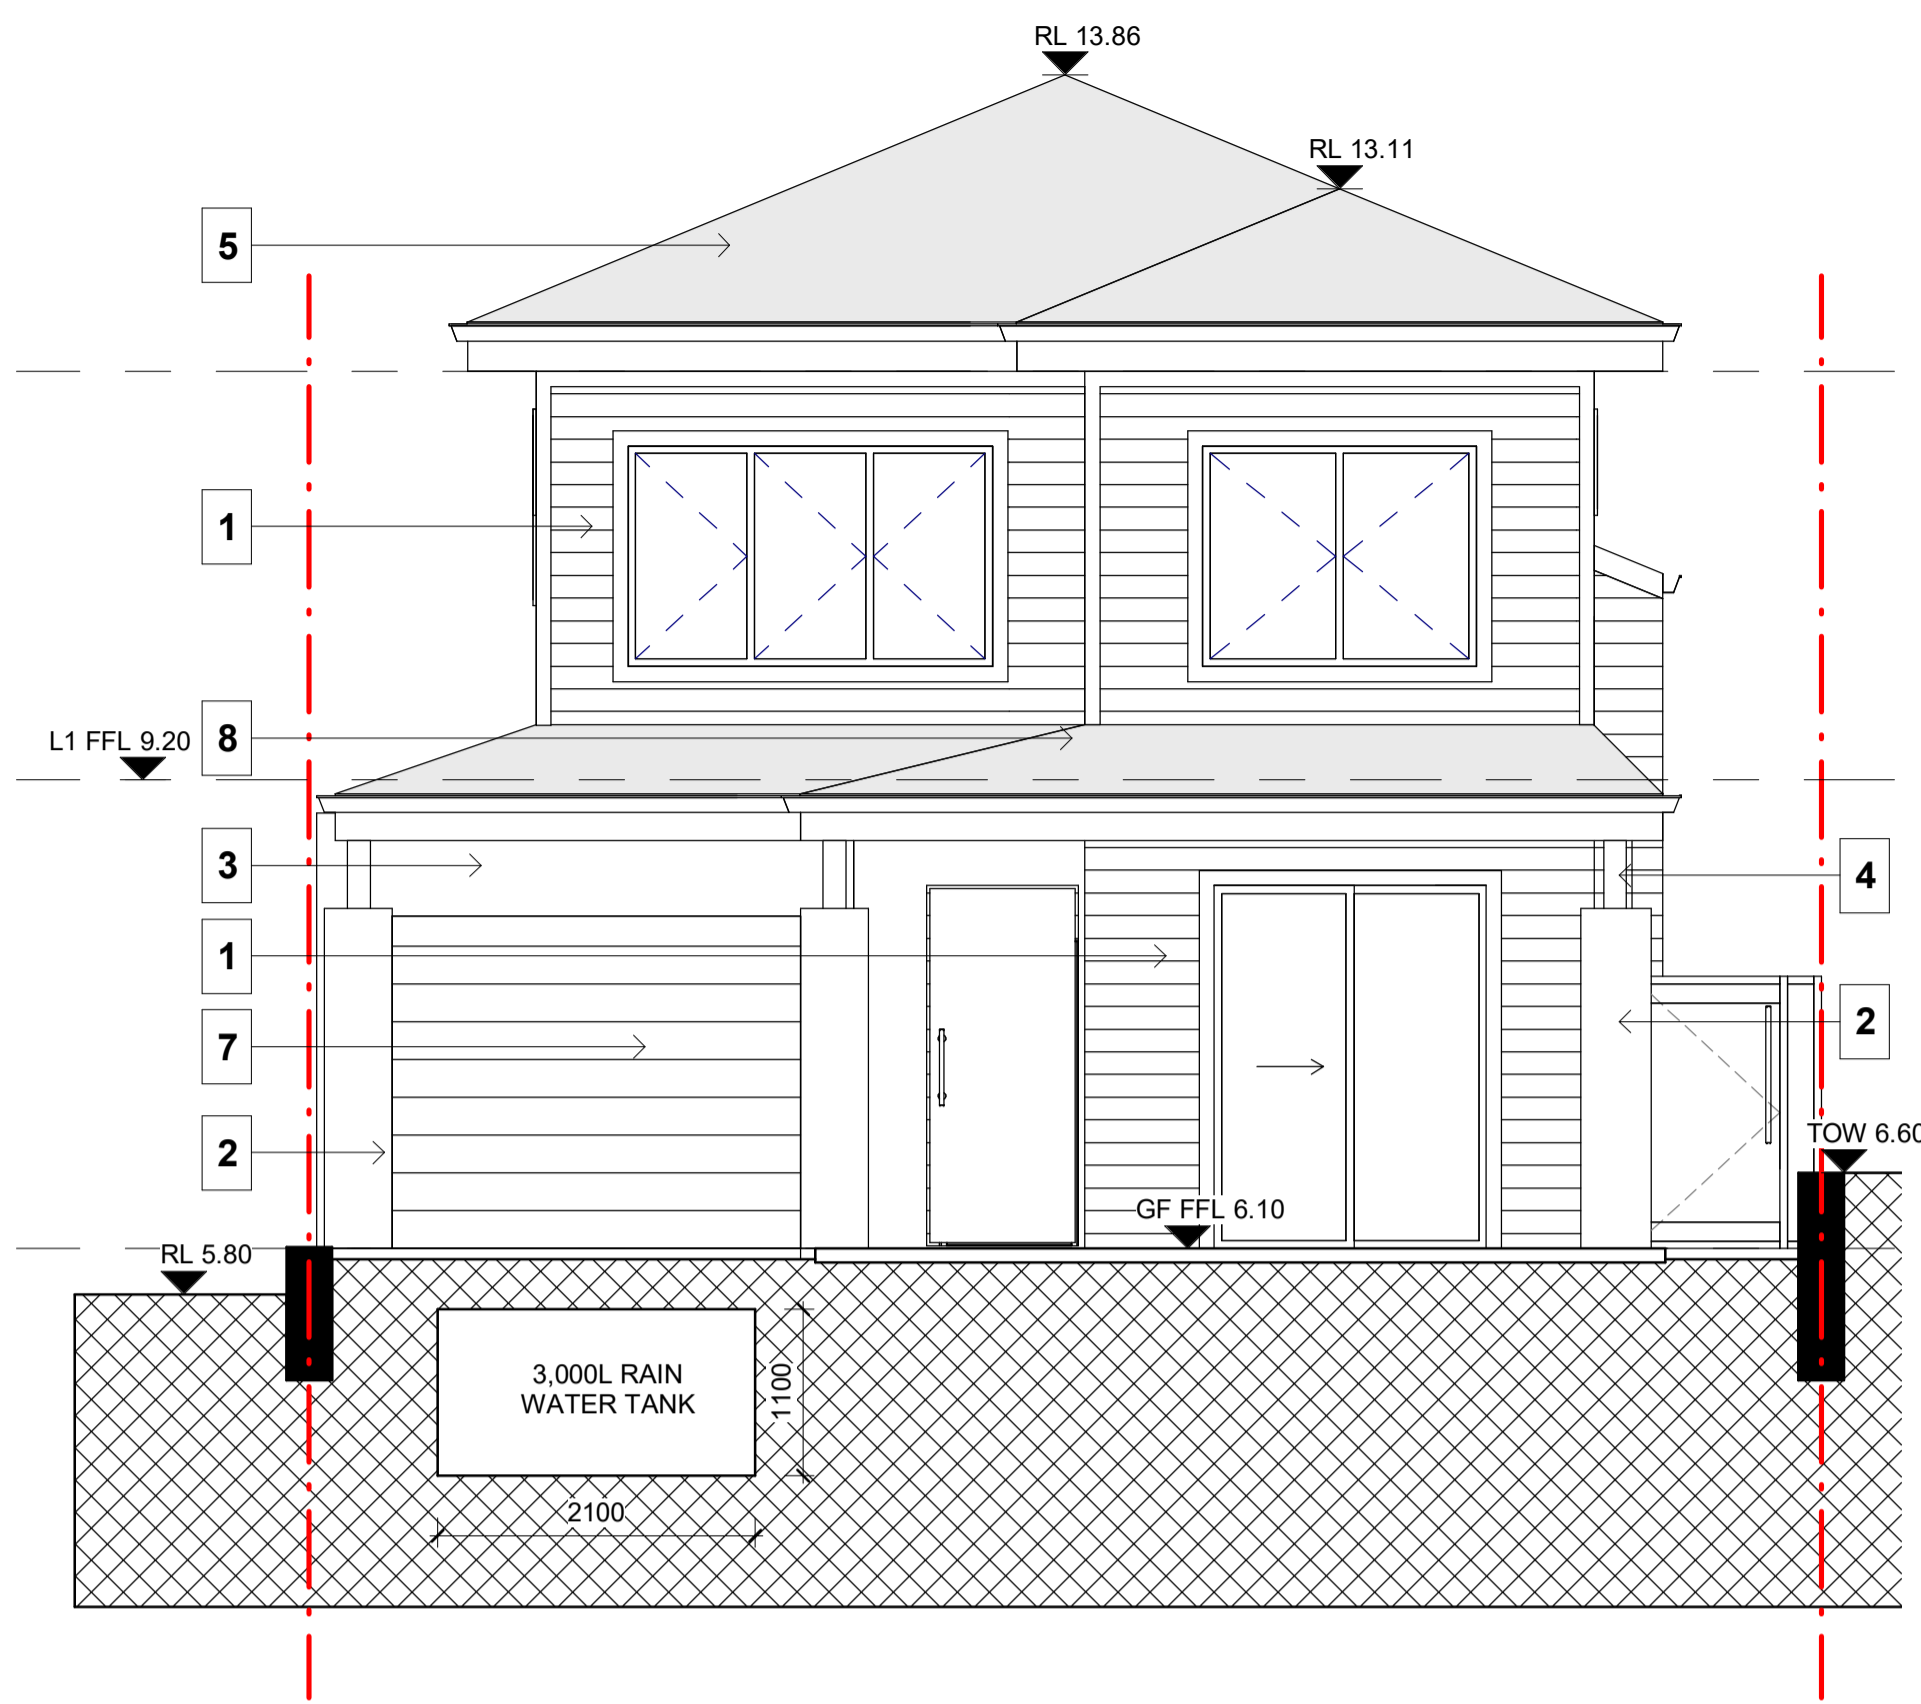 RL 13.86
RL 13.11
5
1
L1 FFL 9.20
8
3
4
1
2
7
2
TOW 6.60
GF FFL 6.10
RL 5.80
3,000L RAIN
WATER TANK
1100
2100